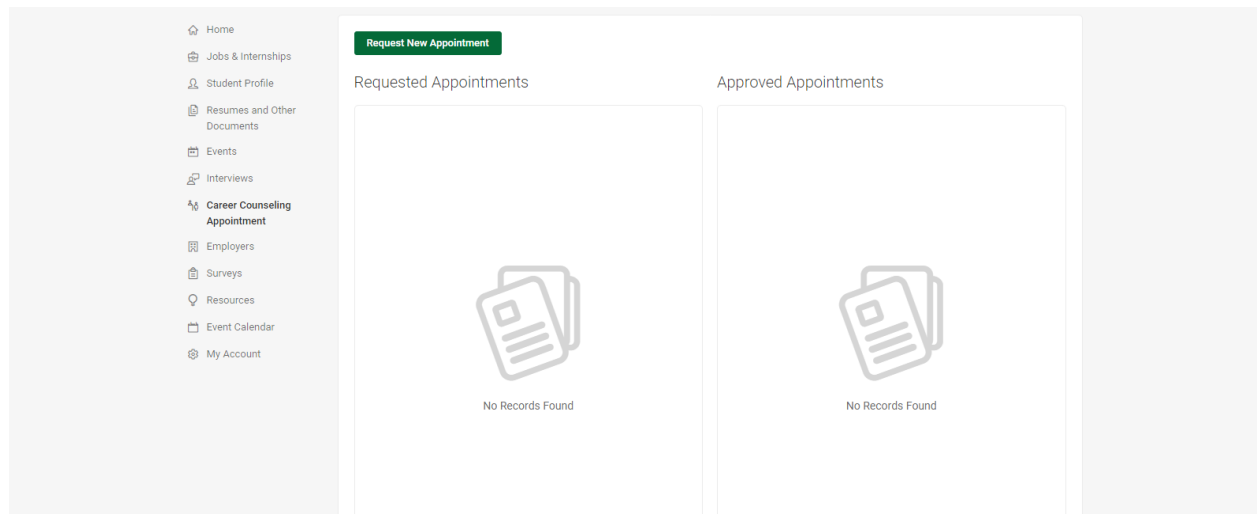 Home
Jobs & Internships
Student Profile
Resumes and Other
Documents
Events
Interviews
Career Counseling
Appointment
Employers
Surveys
Resources
Event Calendar
My Account
Request New Appointment
Requested Appointments
No Records Found
Approved Appointments
No Records Found